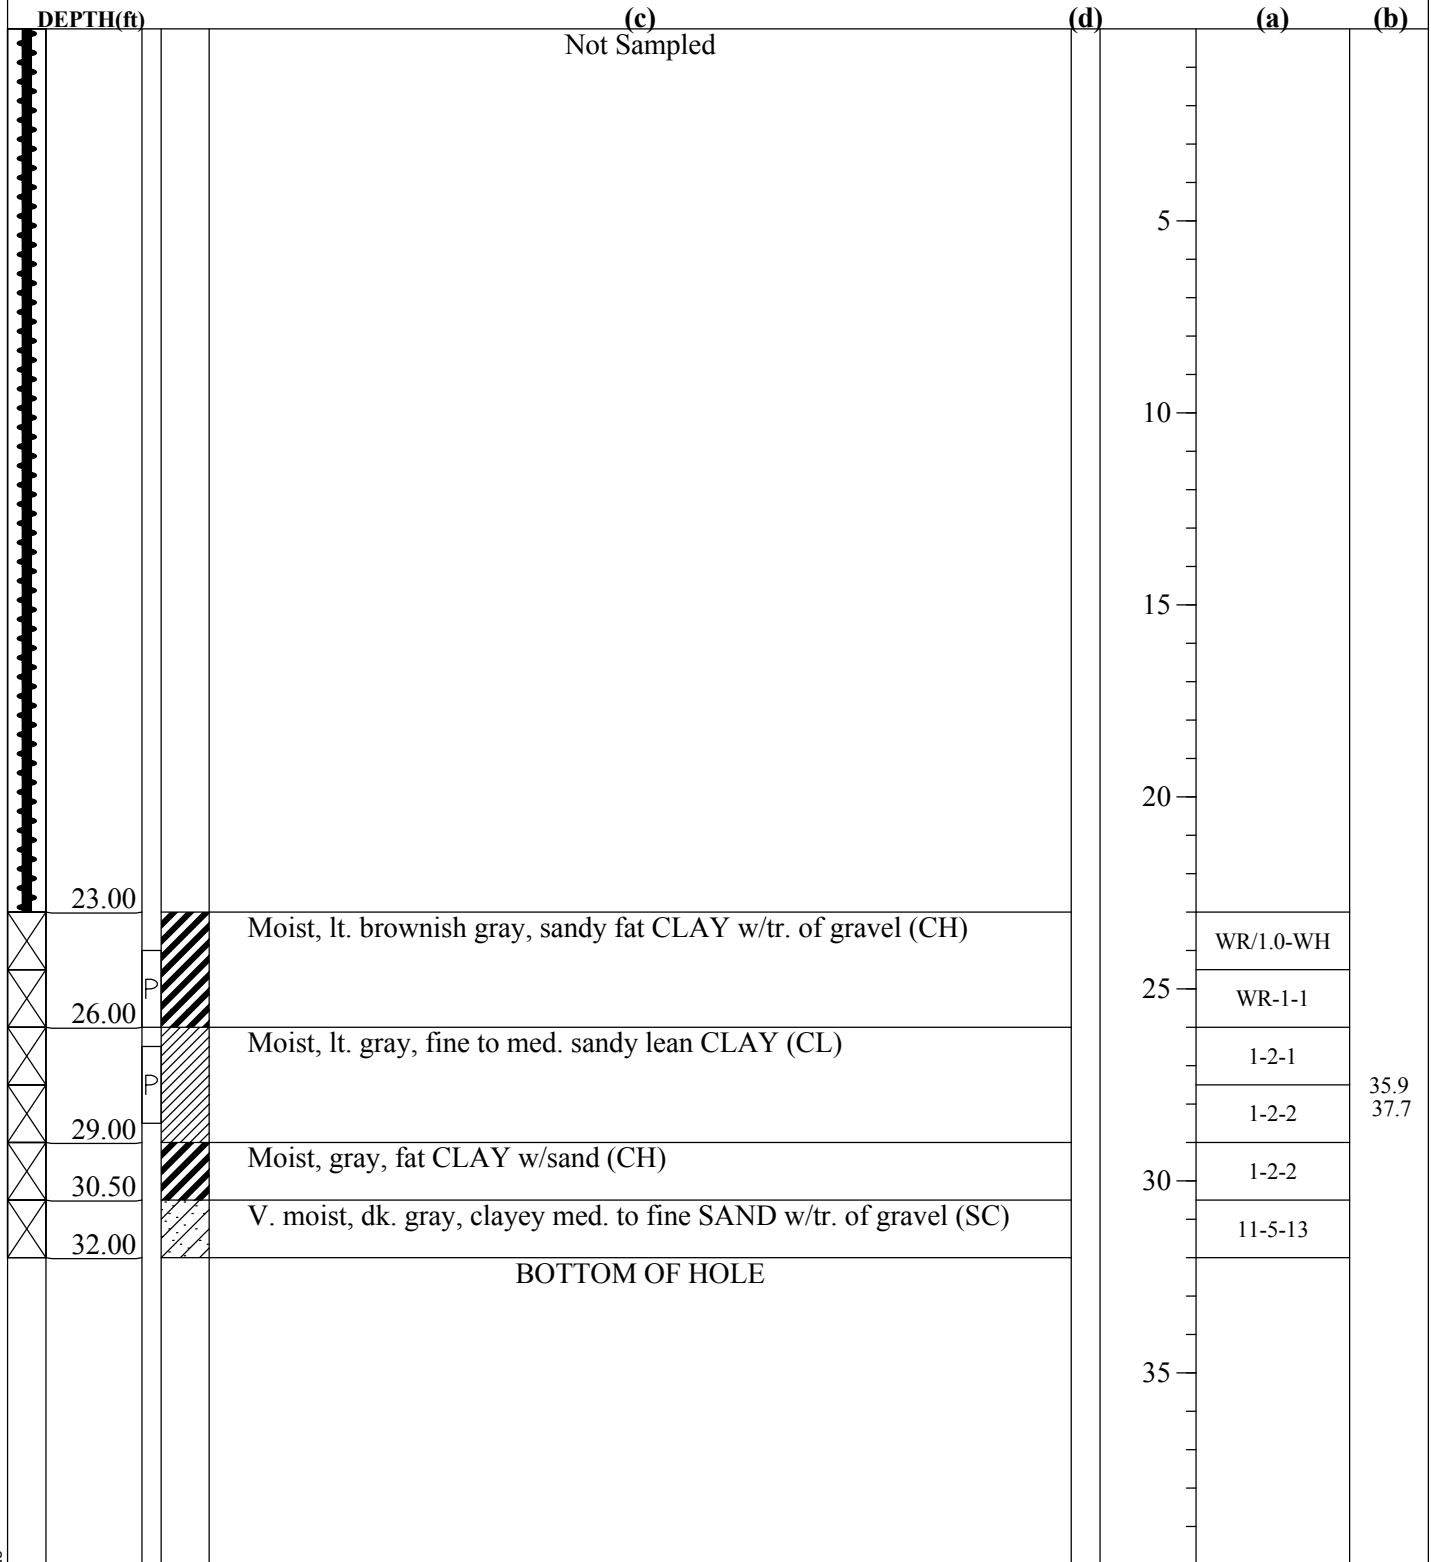 DEPTH(ft) (c) (d) (a) (b)
Not Sampled
5
10
15
20
23.00
Moist, lt. brownish gray, sandy fat CLAY w/tr. of gravel (CH)
WR/1.0-WH
P
25
WR-1-1
26.00
Moist, lt. gray, fine to med. sandy lean CLAY (CL)
1-2-1
P
35.9
37.7
1-2-2
29.00
Moist, gray, fat CLAY w/sand (CH)
1-2-2
30
30.50
V. moist, dk. gray, clayey med. to fine SAND w/tr. of gravel (SC)
11-5-13
32.00
BOTTOM OF HOLE
35